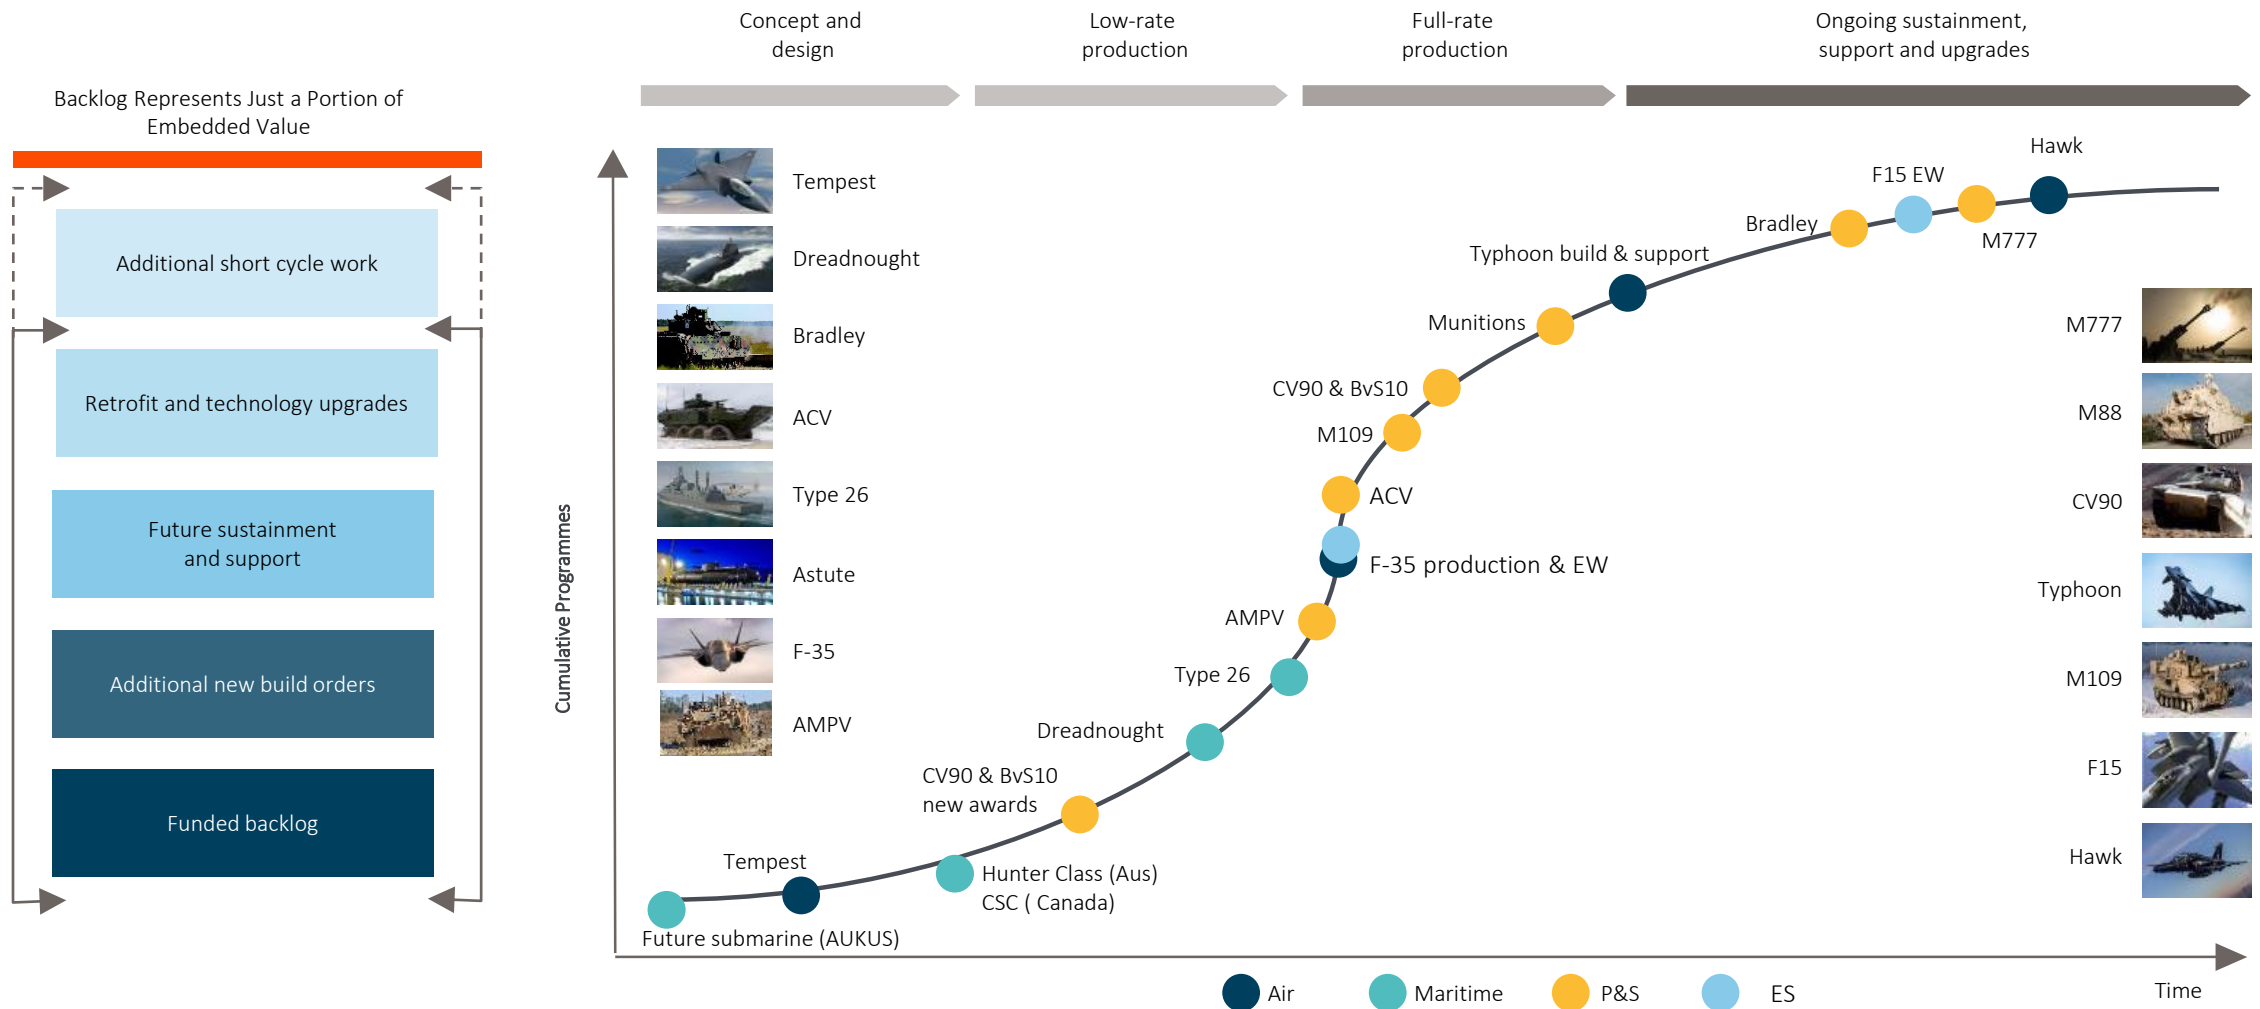 Concept and
design
Low-rate
production
Full-rate
production
Ongoing sustainment,
support and upgrades
Backlog Represents Just a Portion of
Embedded Value
Additional short cycle work
Retrofit and technology upgrades
Future sustainment
and support
Additional new build orders
Funded backlog
Cumulative Programmes
Tempest
Dreadnought
Bradley
ACV
Type 26
Astute
F-35
AMPV
Future submarine (AUKUS)
Tempest
Hunter Class (Aus)
CSC ( Canada)
CV90 & BvS10
new awards
Dreadnought
Type 26
AMPV
F-35 production & EW
ACV
M109
CV90 & BvS10
Munitions
Typhoon build & support
Bradley
F15 EW
M777
Hawk
M777
M88
CV90
Typhoon
M109
F15
Hawk
Air
Maritime
P&S
ES
Time